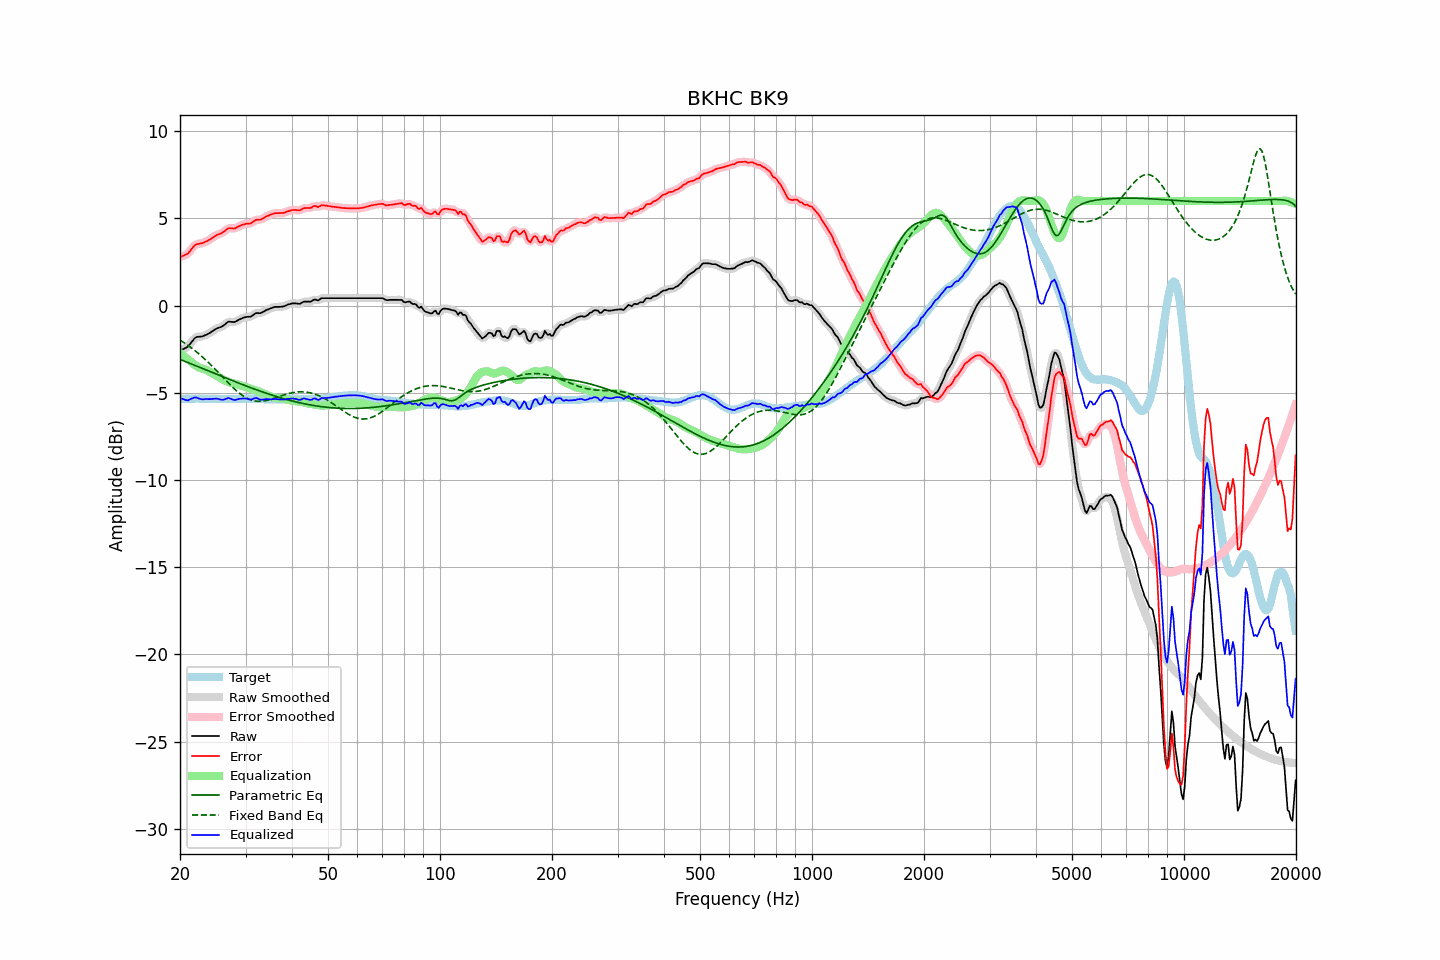 BKHC BK9
Amplitude (dBr)
10
5
0
−5
−10
−15
−20
−25
−30
Target
Raw Smoothed
Error Smoothed
Raw
Error
Equalization
Parametric Eq
Fixed Band Eq
Equalized
20 50 100 200 500 1000 2000 5000 10000 20000
Frequency (Hz)